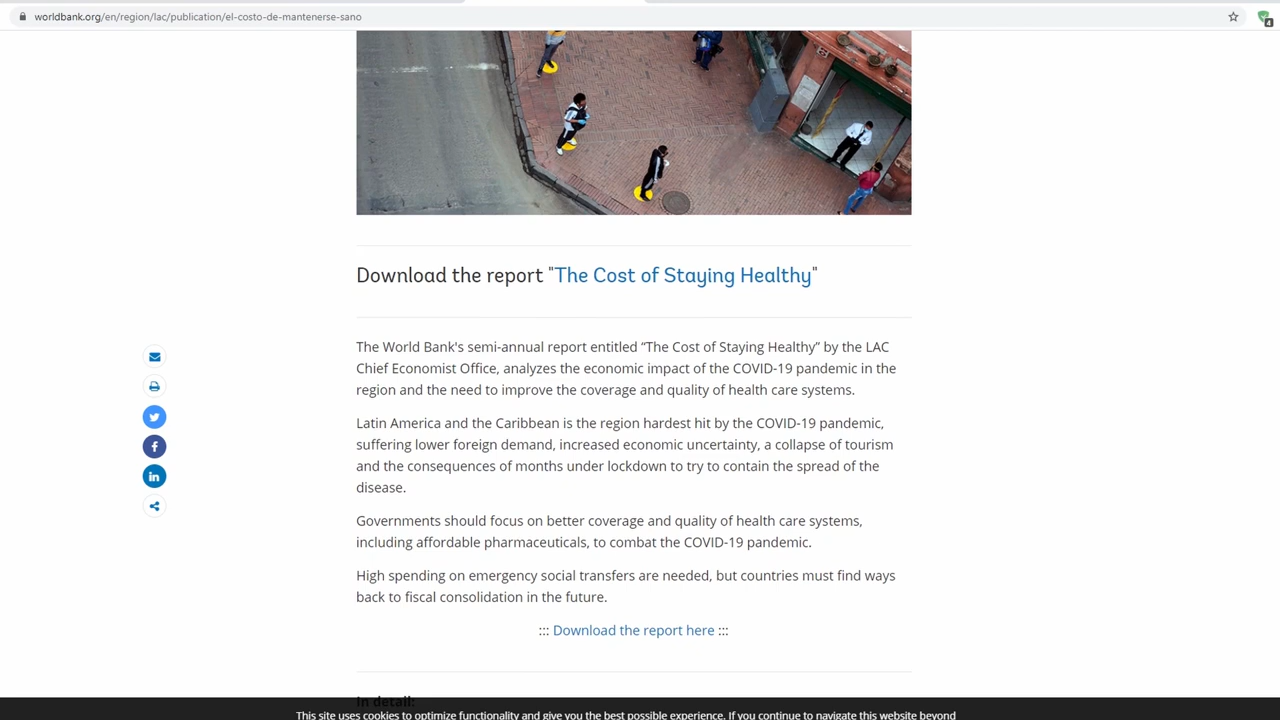 worldbank.org/en/region/lac/publication/el-costo-de-mantenerse-sano
4
Download the report "The Cost of Staying Healthy"
The World Bank's semi-annual report entitled “The Cost of Staying Healthy” by the LAC
Chief Economist Office, analyzes the economic impact of the COVID-19 pandemic in the
region and the need to improve the coverage and quality of health care systems.
Latin America and the Caribbean is the region hardest hit by the COVID-19 pandemic,
suffering lower foreign demand, increased economic uncertainty, a collapse of tourism
and the consequences of months under lockdown to try to contain the spread of the
disease.
Governments should focus on better coverage and quality of health care systems,
including affordable pharmaceuticals, to combat the COVID-19 pandemic.
High spending on emergency social transfers are needed, but countries must find ways
back to fiscal consolidation in the future.
::: Download the report here :::
In detail:
This site uses cookies to optimize functionality and give you the best possible experience. If you continue to navigate this website beyond